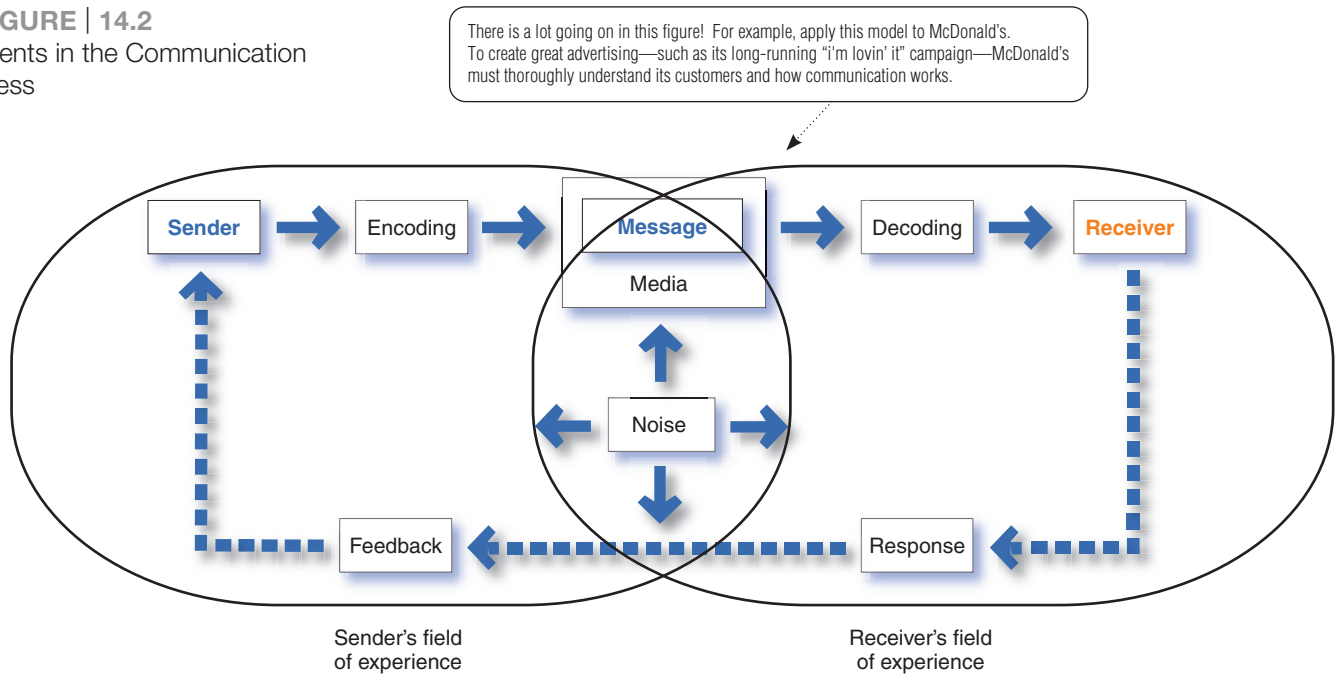 GURE | 14.2
ents in the Communication
ess
There is a lot going on in this figure! For example, apply this model to McDonald's.
To create great advertising—such as its long-running “i'm lovin' it” campaign—McDonald's
must thoroughly understand its customers and how communication works.
Sender
Encoding
Message
Media
Decoding
Receiver
Noise
Feedback
Response
Sender's field
of experience
Receiver's field
of experience